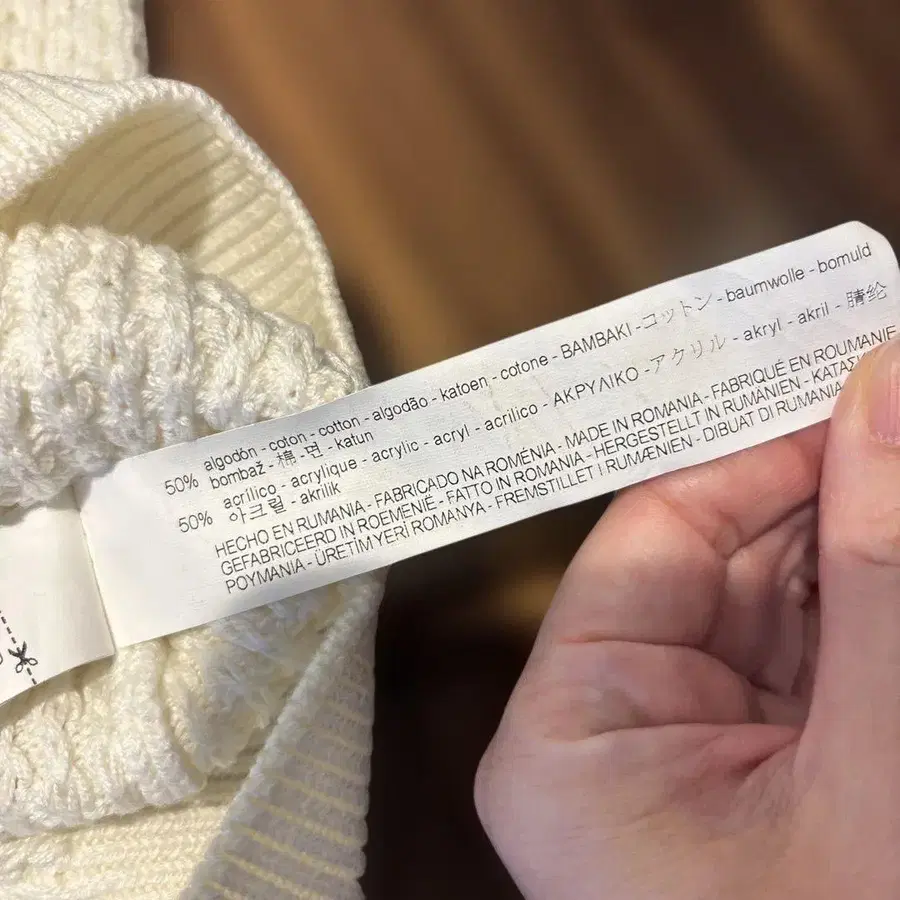 50% algodón - coton - cotton - algodão - katoen - cotone - BAMBAKI - コットン - baumwolle - bomuld
bombaž - 棉 - 면 - katun
50% acrílico - acrylique - acrylic - acryl - acrilico - ΑΚΡΥΛΙΚΟ - アクリル - akryl - akril - 腈纶
아크릴 - akrilik
HECHO EN RUMANIA - FABRICADO NA ROMÉNIA - MADE IN ROMANIA - FABRIQUÉ EN ROUMANIE
GEFABRICEERD IN ROEMENIË - FATTO IN ROMANIA - HERGESTELLT IN RUMÄNIEN -
POYMANIA - ÜRETİM YERİ ROMANYA - FREMSTILLET I RUMÆNIEN - DIBUAT DI RUMANIA